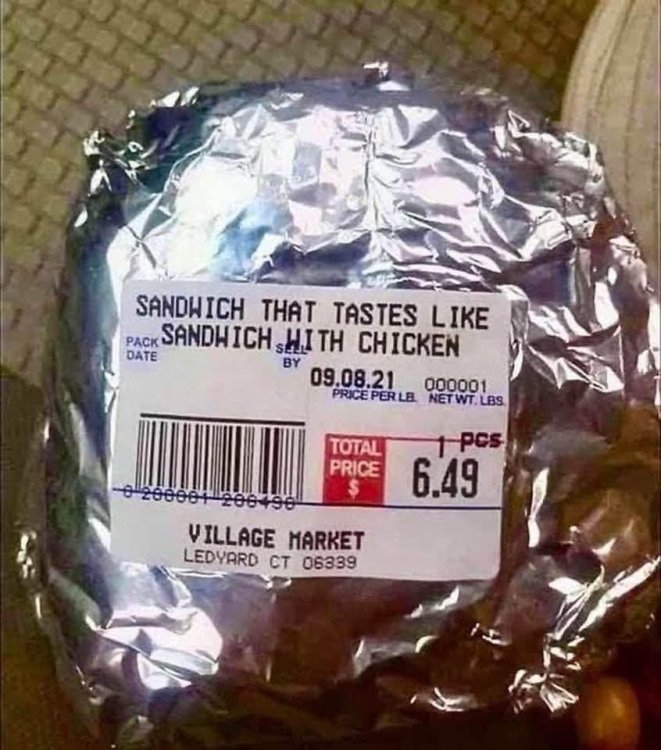 SANDWICH THAT TASTES LIKE
SANDWICH WITH CHICKEN
PACK DATE
SELL BY
09.08.21 000001
PRICE PER LB. NET WT. LBS.
TOTAL PRICE $
1 pcs
6.49
0 200001 206490
VILLAGE MARKET
LEDYARD CT 06339